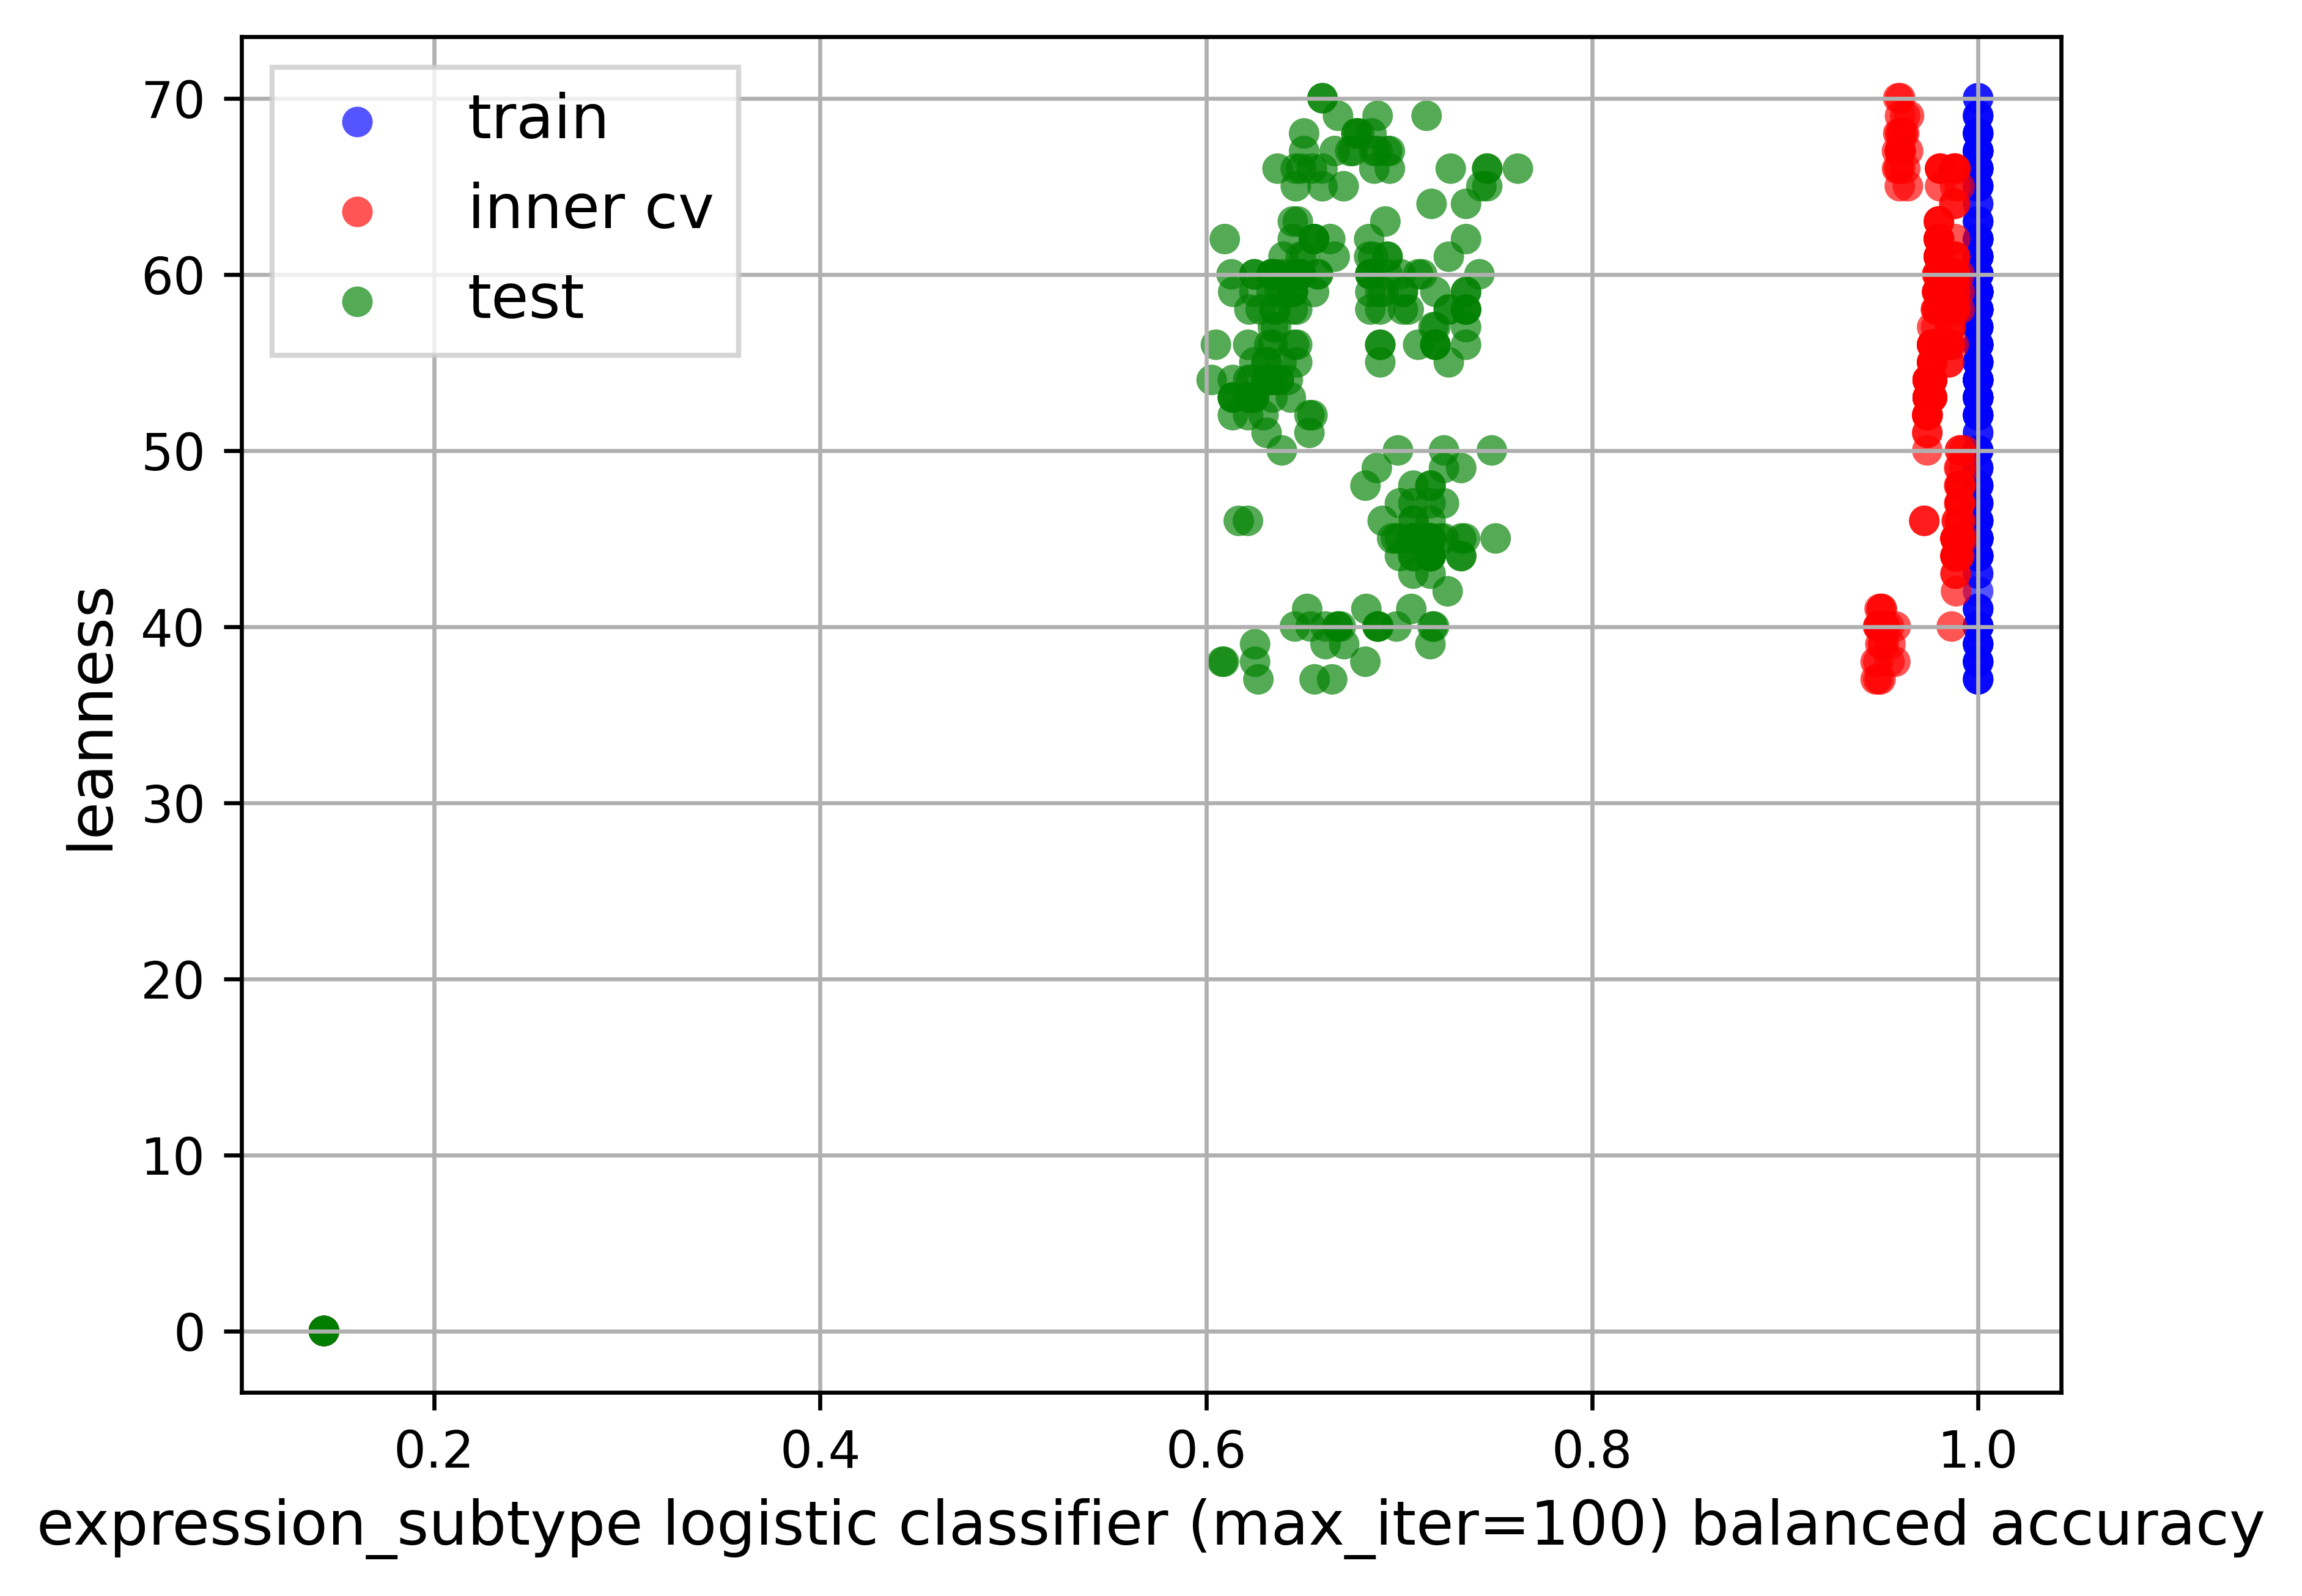 train
inner cv
test
70
60
50
40
30
20
10
0
leanness
0.2 0.4 0.6 0.8 1.0
expression_subtype logistic classifier (max_iter=100) balanced accuracy